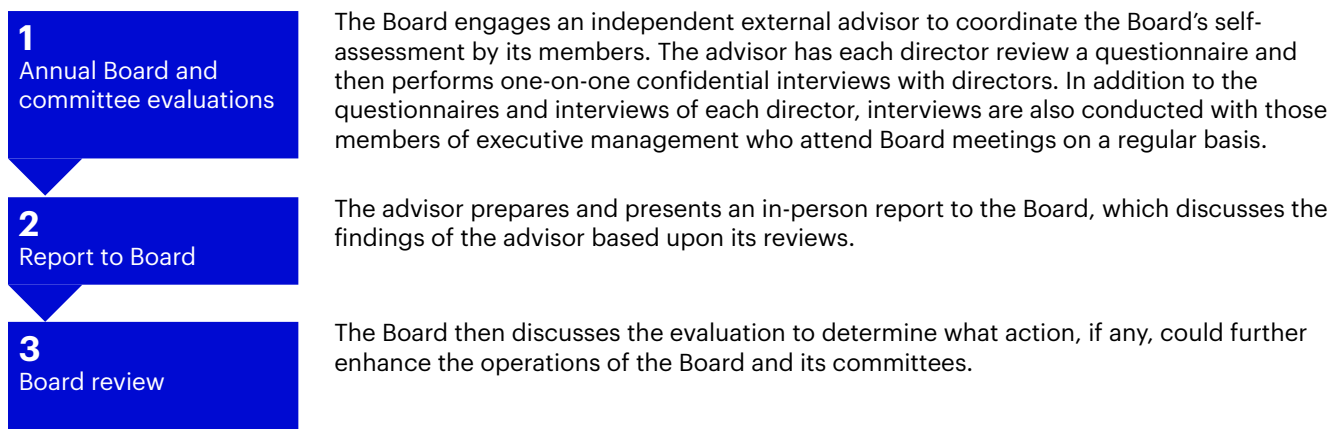 1
Annual Board and
committee evaluations
The Board engages an independent external advisor to coordinate the Board’s self-
assessment by its members. The advisor has each director review a questionnaire and
then performs one-on-one confidential interviews with directors. In addition to the
questionnaires and interviews of each director, interviews are also conducted with those
members of executive management who attend Board meetings on a regular basis.
2
Report to Board
The advisor prepares and presents an in-person report to the Board, which discusses the
findings of the advisor based upon its reviews.
3
Board review
The Board then discusses the evaluation to determine what action, if any, could further
enhance the operations of the Board and its committees.